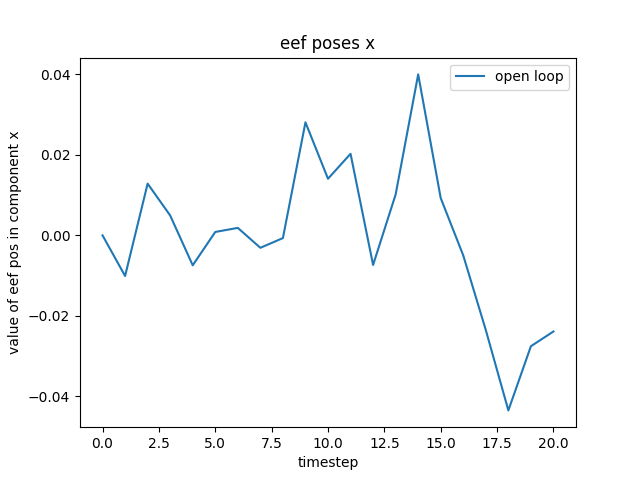 eef poses x
open loop
value of eef pos in component x
0.04
0.02
0.00
−0.02
−0.04
0.0 2.5 5.0 7.5 10.0 12.5 15.0 17.5 20.0
timestep